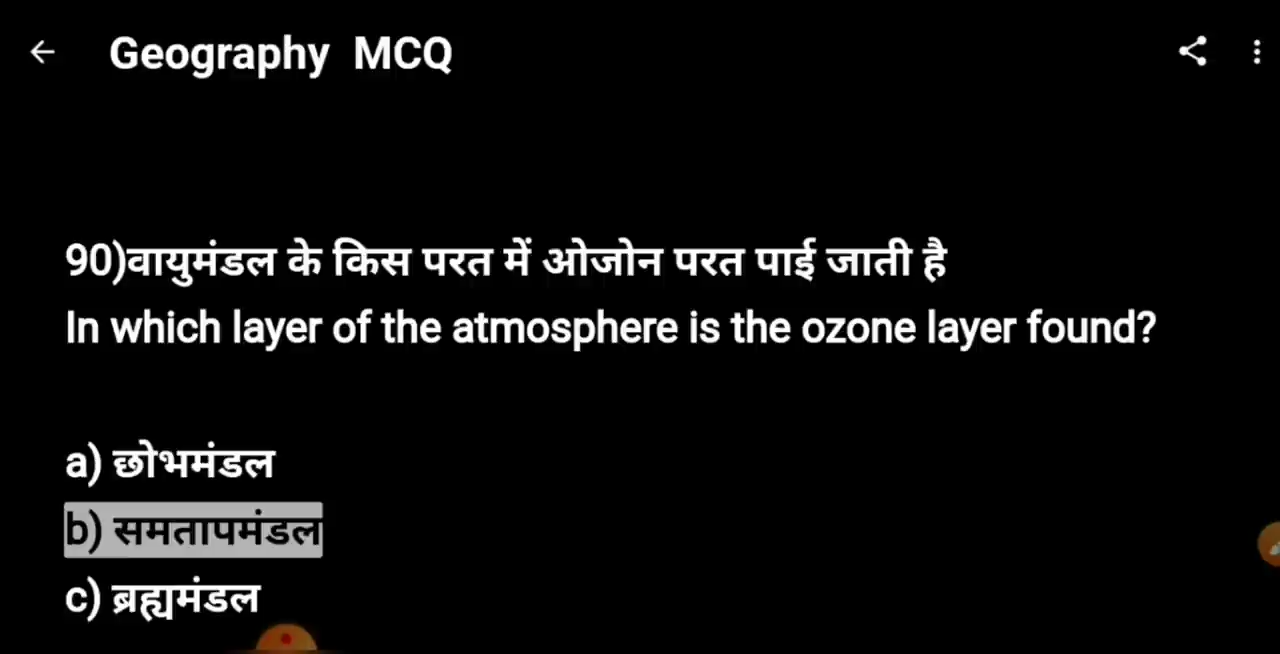 Geography MCQ
90)वायुमंडल के किस परत में ओजोन परत पाई जाती है
In which layer of the atmosphere is the ozone layer found?
a) छोभमंडल
b) समतापमंडल
c) ब्रह्यमंडल